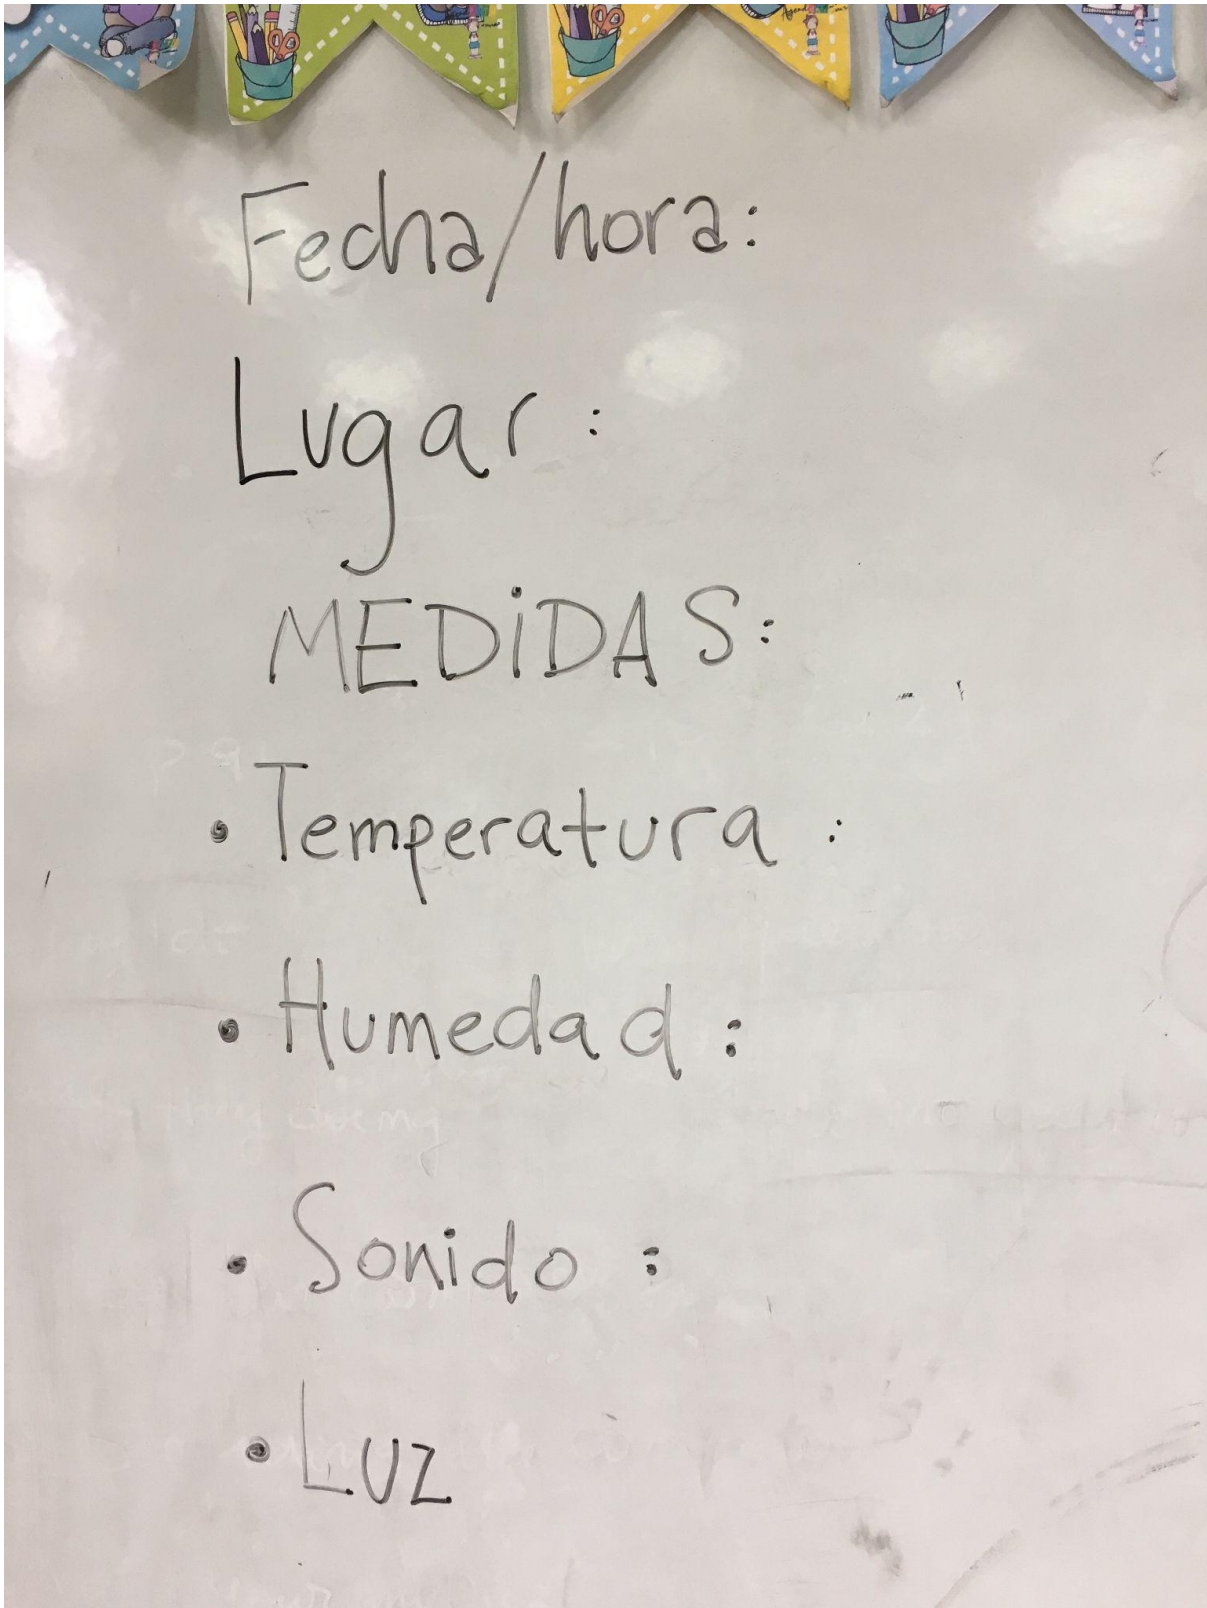 Fecha/hora:
Lugar:
MEDiDAS:
• Temperatura:
• Humedad:
• Sonido:
• Luz